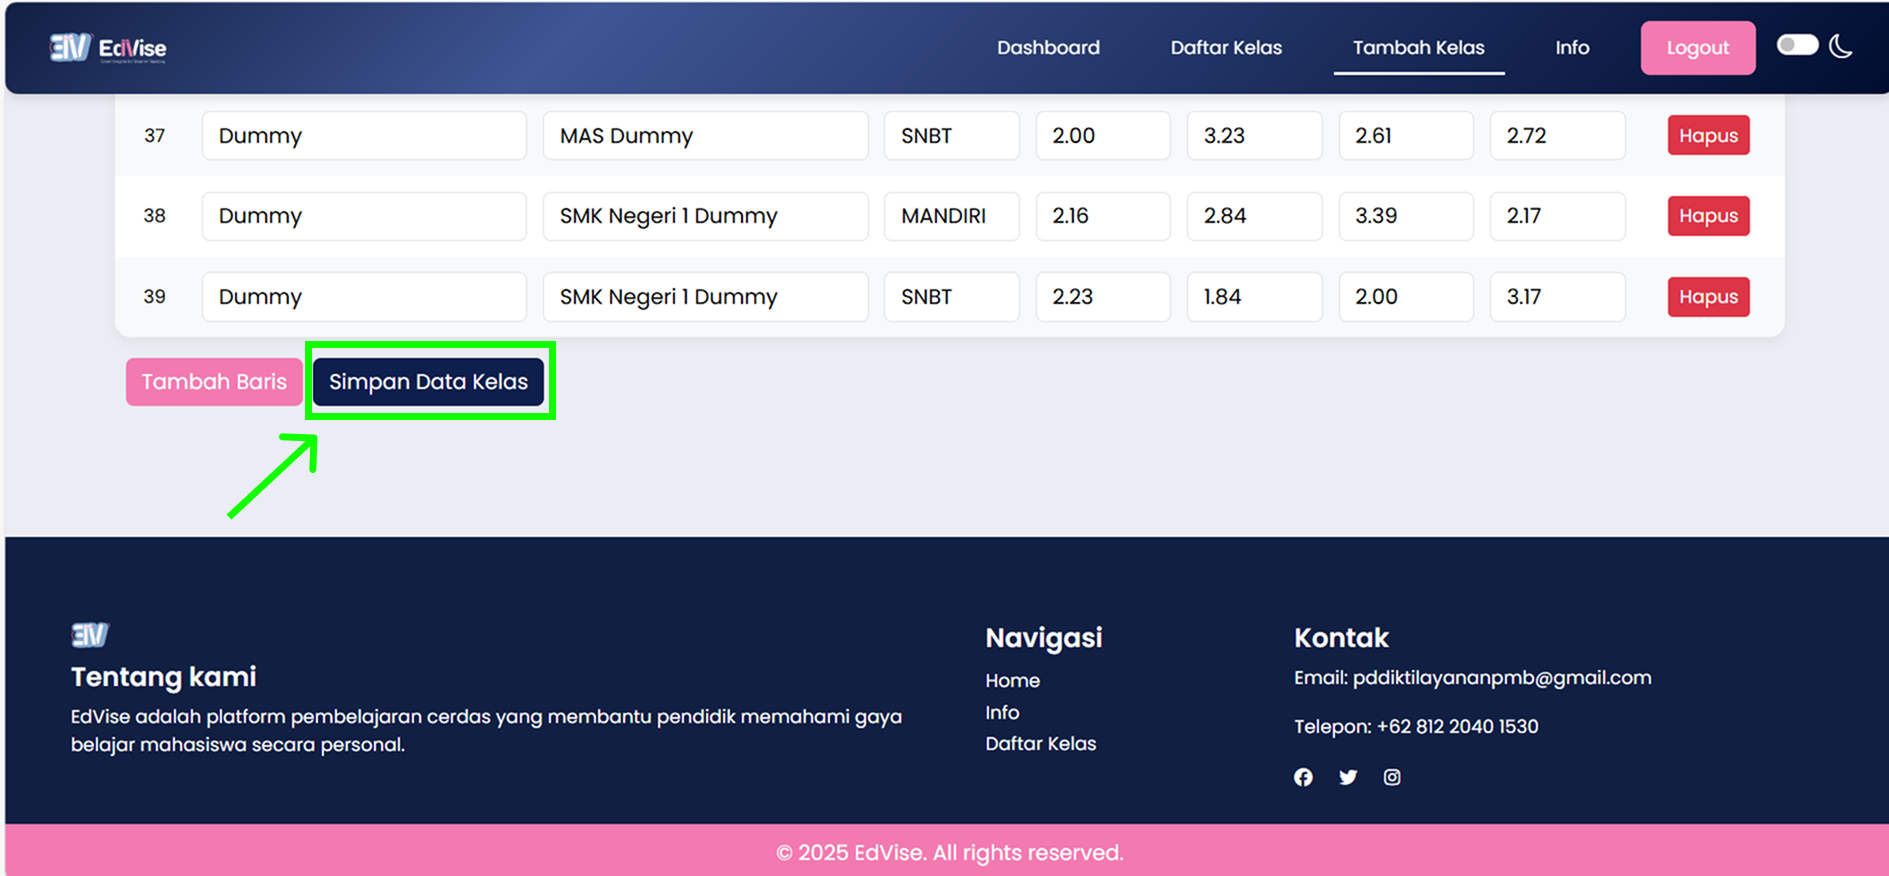 EdVise
Dashboard Daftar Kelas Tambah Kelas Info Logout
37 Dummy MAS Dummy SNBT 2.00 3.23 2.61 2.72 Hapus
38 Dummy SMK Negeri 1 Dummy MANDIRI 2.16 2.84 3.39 2.17 Hapus
39 Dummy SMK Negeri 1 Dummy SNBT 2.23 1.84 2.00 3.17 Hapus
Tambah Baris Simpan Data Kelas
Tentang kami
EdVise adalah platform pembelajaran cerdas yang membantu pendidik memahami gaya
belajar mahasiswa secara personal.
Navigasi
Home
Info
Daftar Kelas
Kontak
Email: pddiktilayananpmb@gmail.com
Telepon: +62 812 2040 1530
© 2025 EdVise. All rights reserved.